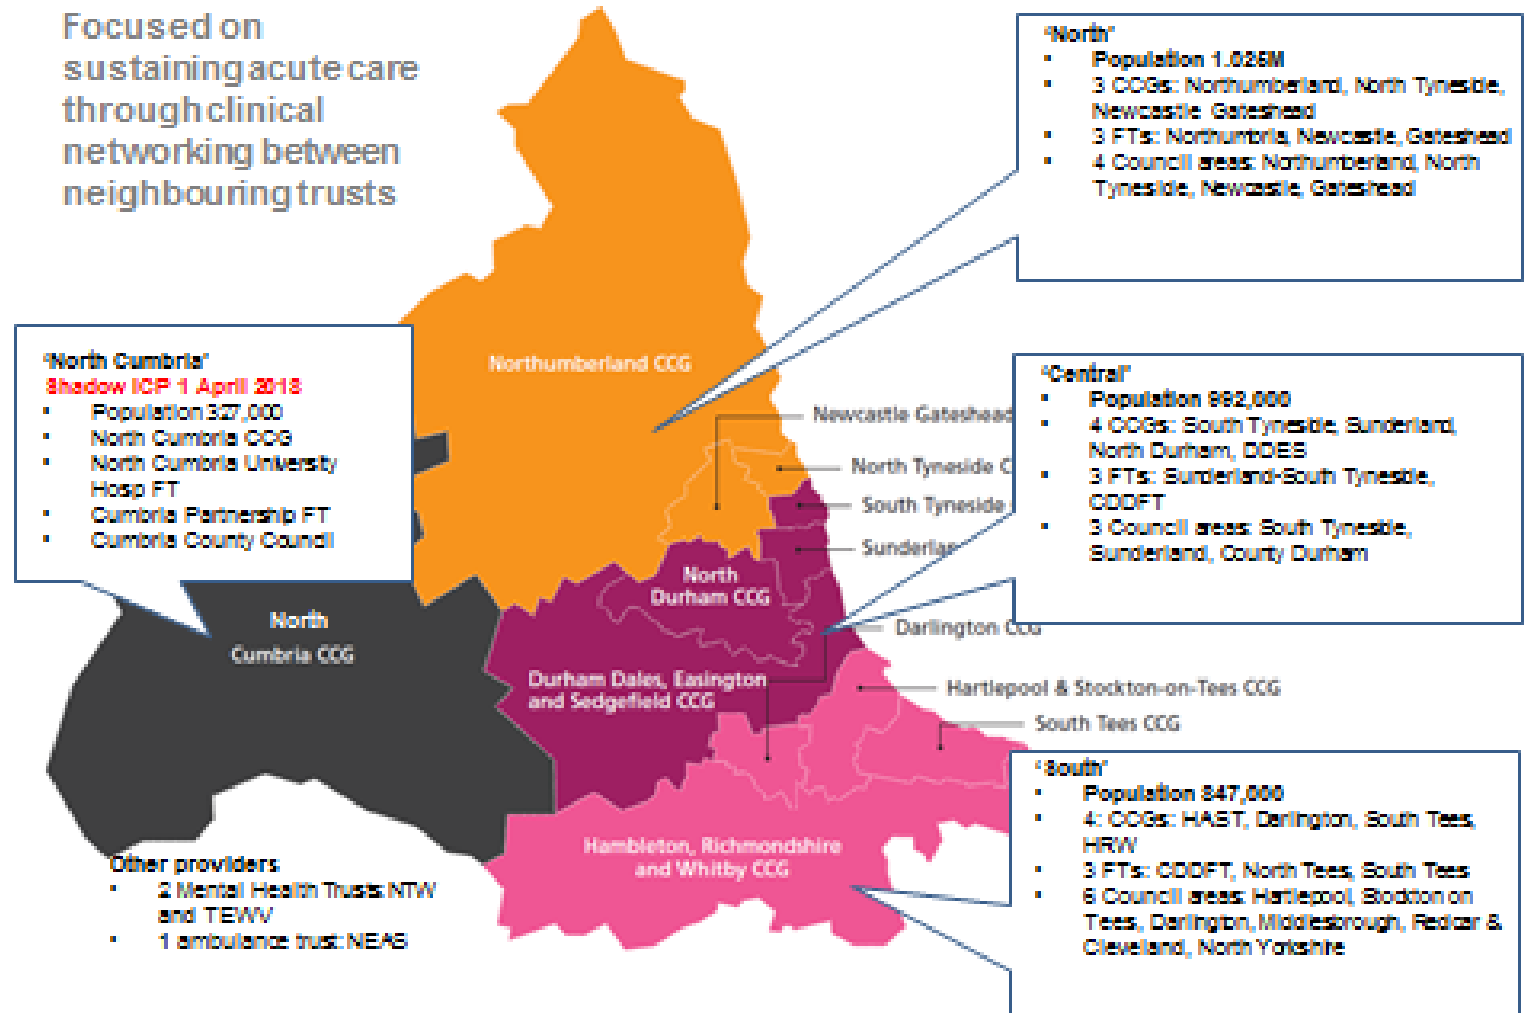 Focused on
sustaining acute care
through clinical
networking between
neighbouring trusts
'North'
• Population 1.025M
• 3 CCGs: Northumberland, North Tyneside,
Newcastle Gateshead
• 3 FTs: Northumbria, Newcastle, Gateshead
• 4 Council areas: Northumberland, North
Tyneside, Newcastle, Gateshead
'North Cumbria'
Shadow ICP 1 April 2018
• Population 327,000
• North Cumbria CCG
• North Cumbria University
Hosp FT
• Cumbria Partnership FT
• Cumbria County Council
Northumberland CCG
Newcastle Gateshead
North Tyneside C
South Tyneside
Sunderlan
'Central'
• Population 992,000
• 4 CCGs: South Tyneside, Sunderland,
North Durham, DDES
• 3 FTs: Sunderland-South Tyneside,
CDDFT
• 3 Council areas: South Tyneside,
Sunderland, County Durham
North
Durham CCG
North
Cumbria CCG
Darlington CCG
Durham Dales, Easington
and Sedgefield CCG
Hartlepool & Stockton-on-Tees CCG
South Tees CCG
Hambleton, Richmondshire
and Whitby CCG
'South'
• Population 847,000
• 4: CCGs: HAST, Darlington, South Tees,
HRW
• 3 FTs: CDDFT, North Tees, South Tees
• 6 Council areas: Hartlepool, Stockton on
Tees, Darlington, Middlesbrough, Redcar &
Cleveland, North Yorkshire
Other providers
• 2 Mental Health Trusts: NTW
and TEWV
• 1 ambulance trust: NEAS